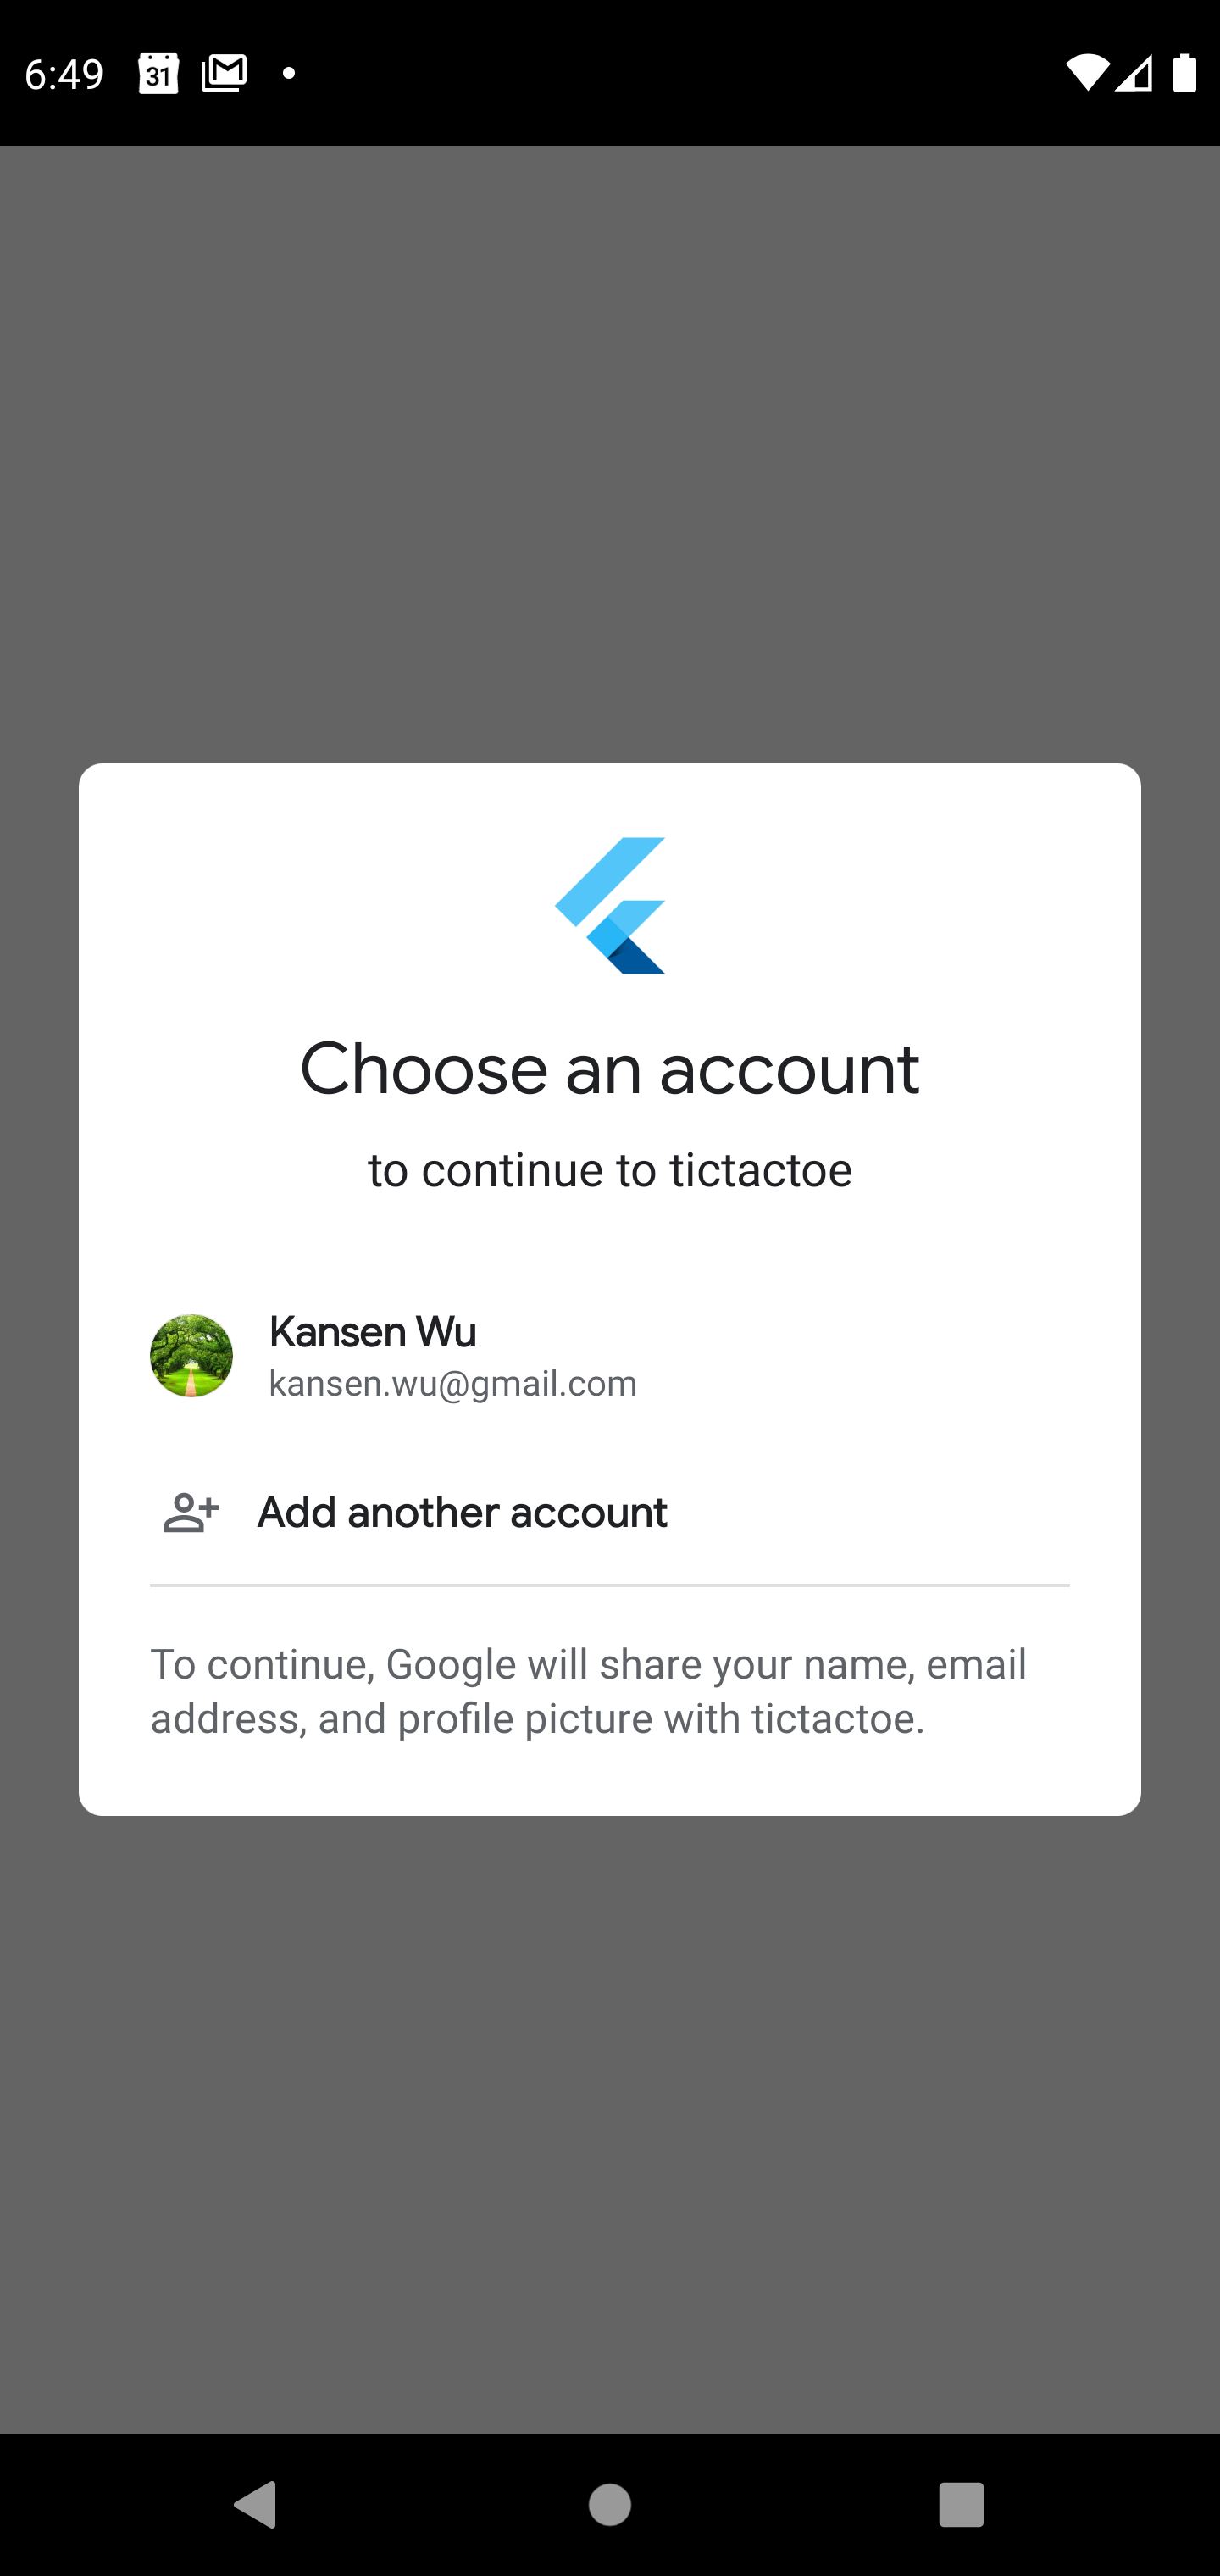 6:49
31
Choose an account
to continue to tictactoe
Kansen Wu
kansen.wu@gmail.com
Add another account
To continue, Google will share your name, email
address, and profile picture with tictactoe.